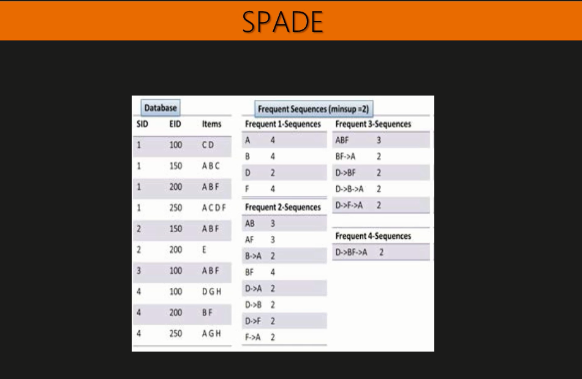 SPADE
Database
SID EID Items
1 100 C D
1 150 A B C
1 200 A B F
1 250 A C D F
2 150 A B F
2 200 E
3 100 A B F
4 100 D G H
4 200 B F
4 250 A G H
Frequent Sequences (minsup =2)
Frequent 1-Sequences
A 4
B 4
D 2
F 4
Frequent 2-Sequences
AB 3
AF 3
B->A 2
BF 4
D->A 2
D->B 2
D->F 2
F->A 2
Frequent 3-Sequences
ABF 3
BF->A 2
D->BF 2
D->B->A 2
D->F->A 2
Frequent 4-Sequences
D->BF->A 2